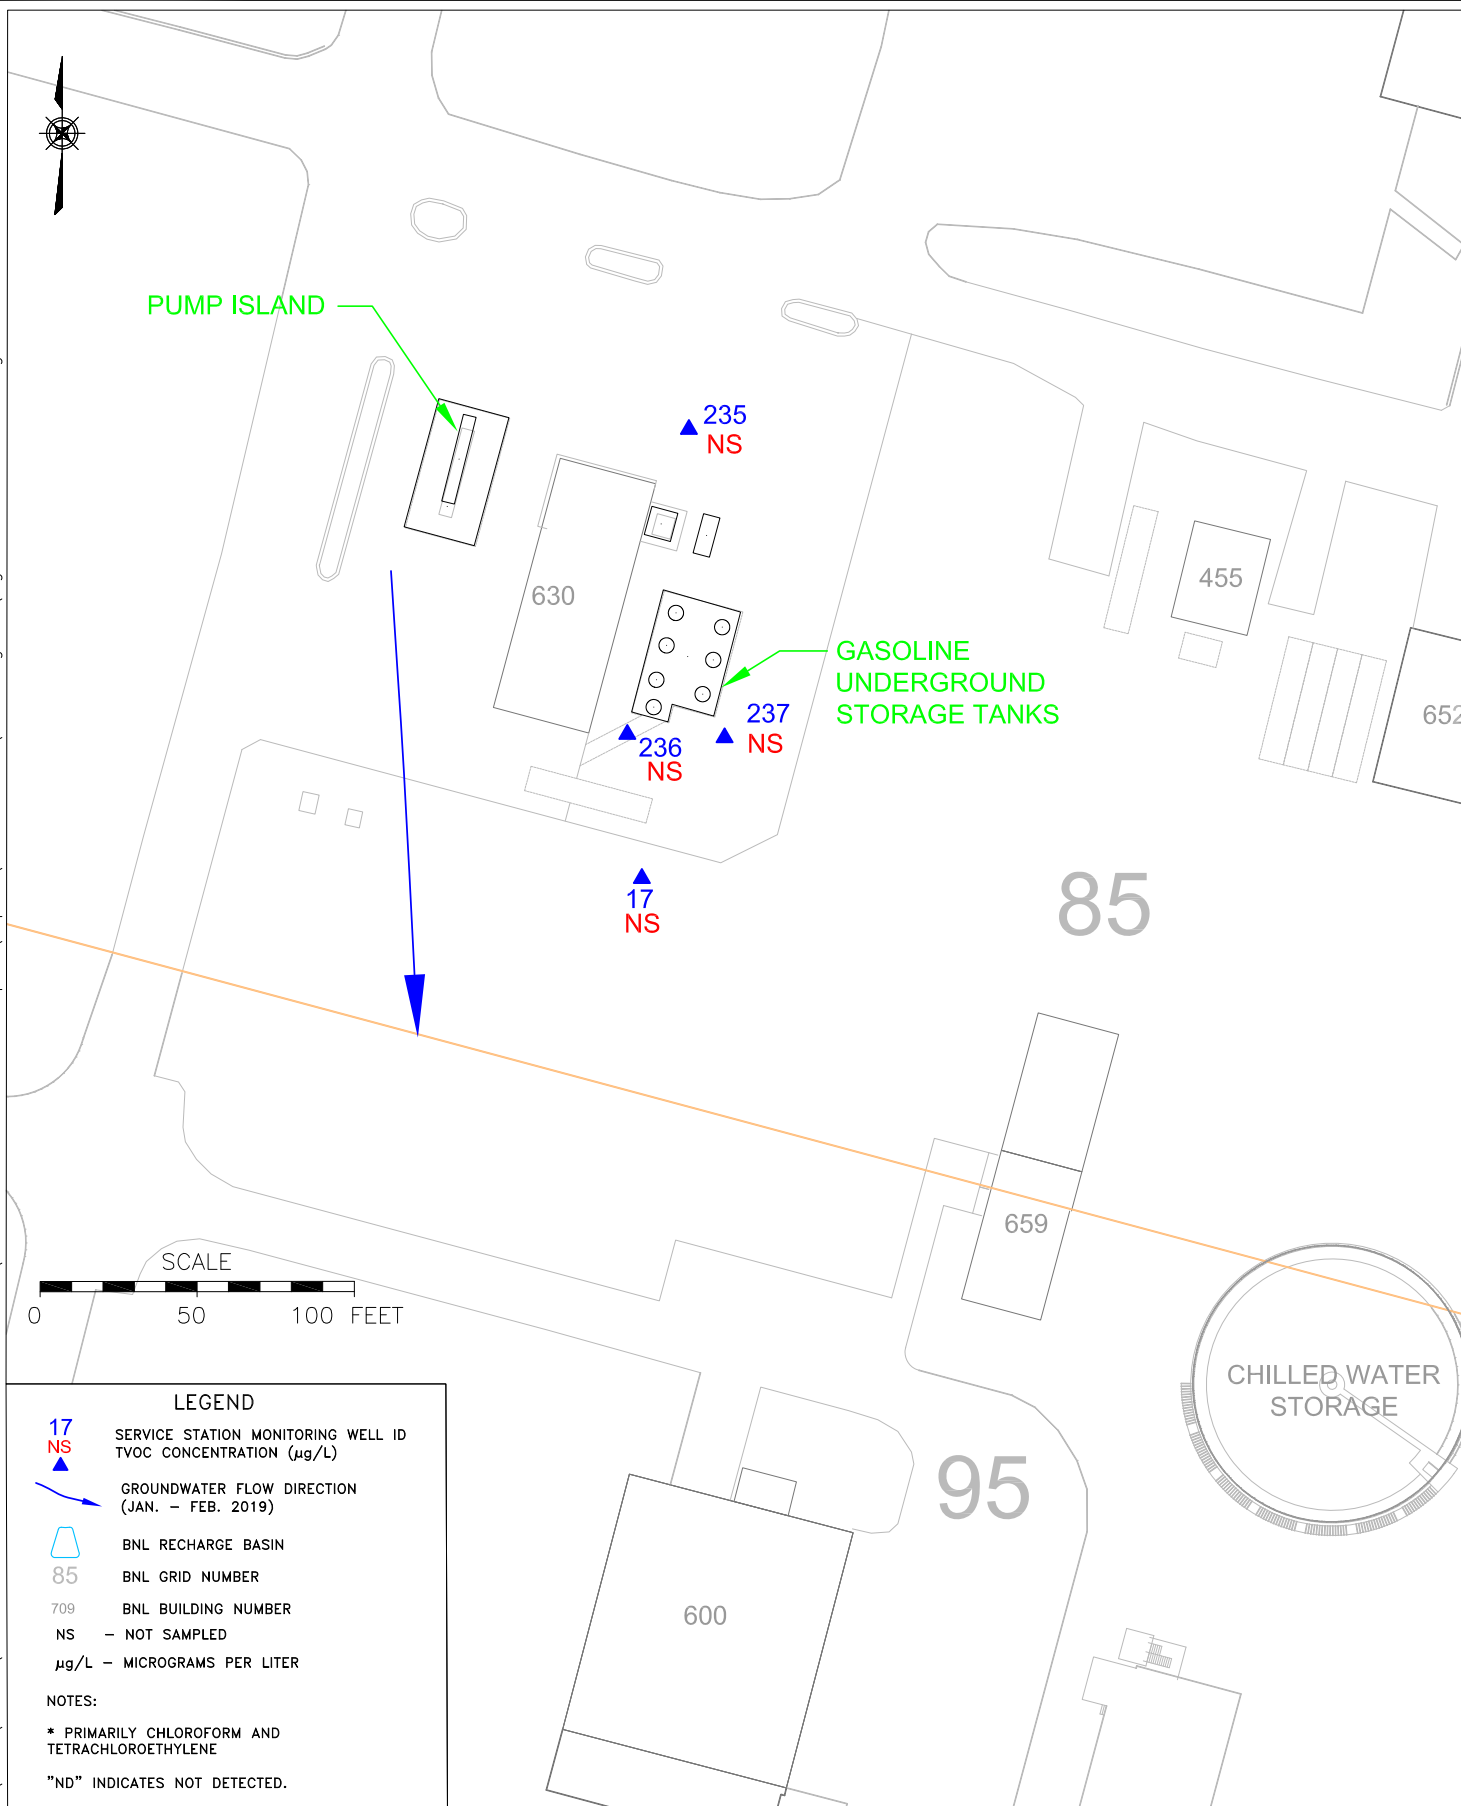 PUMP ISLAND
235
NS
455
630
GASOLINE
UNDERGROUND
STORAGE TANKS
652
237
NS
236
NS
17
NS
85
659
SCALE
0 50 100 FEET
CHILLED WATER
STORAGE
95
600
LEGEND
17
NS
SERVICE STATION MONITORING WELL ID
TVOC CONCENTRATION (µg/L)
GROUNDWATER FLOW DIRECTION
(JAN. – FEB. 2019)
BNL RECHARGE BASIN
85 BNL GRID NUMBER
709 BNL BUILDING NUMBER
NS – NOT SAMPLED
µg/L – MICROGRAMS PER LITER
NOTES:
* PRIMARILY CHLOROFORM AND
TETRACHLOROETHYLENE
"ND" INDICATES NOT DETECTED.